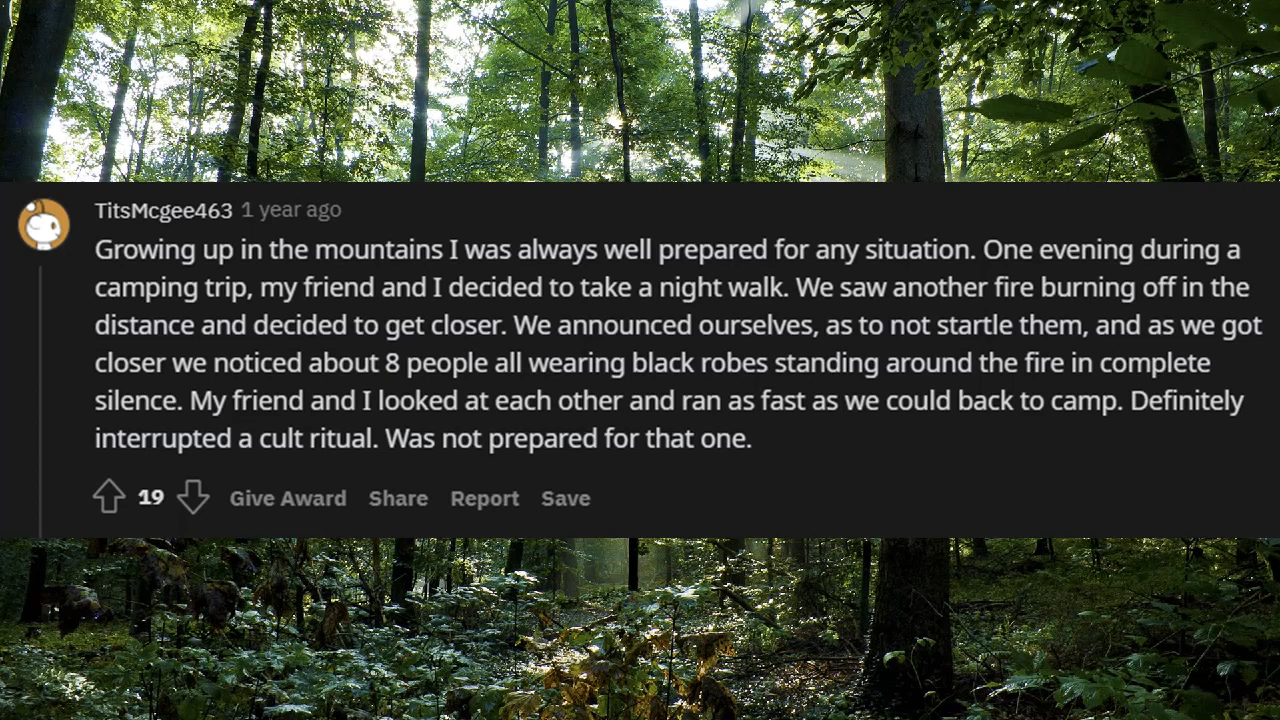 TitsMcgee463 1 year ago
Growing up in the mountains I was always well prepared for any situation. One evening during a
camping trip, my friend and I decided to take a night walk. We saw another fire burning off in the
distance and decided to get closer. We announced ourselves, as to not startle them, and as we got
closer we noticed about 8 people all wearing black robes standing around the fire in complete
silence. My friend and I looked at each other and ran as fast as we could back to camp. Definitely
interrupted a cult ritual. Was not prepared for that one.
19 Give Award Share Report Save